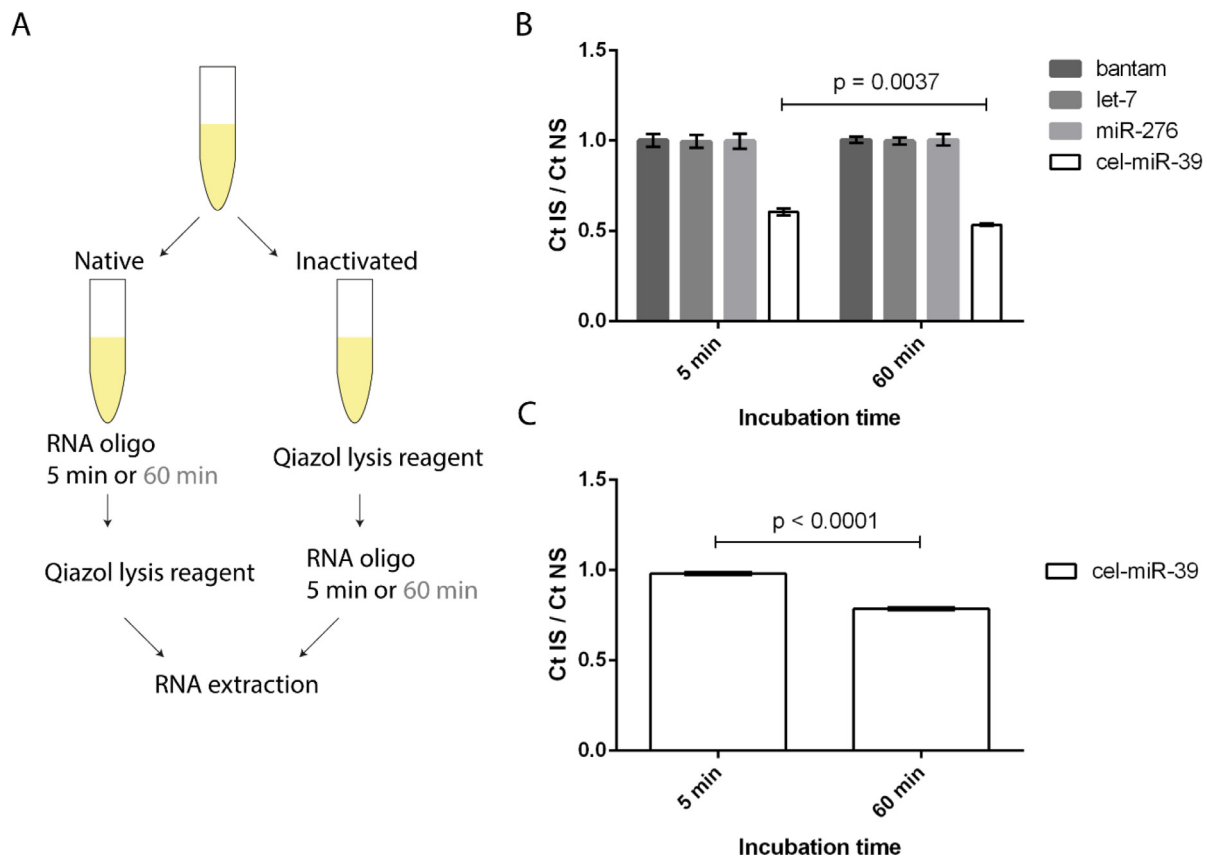 A
Native
Inactivated
RNA oligo
5 min or 60 min
Qiazol lysis reagent
Qiazol lysis reagent
RNA oligo
5 min or 60 min
RNA extraction
B
Ct IS / Ct NS
1.5
1.0
0.5
0.0
p = 0.0037
5 min
60 min
Incubation time
bantam
let-7
miR-276
cel-miR-39
C
Ct IS / Ct NS
1.5
1.0
0.5
0.0
p < 0.0001
5 min
60 min
Incubation time
cel-miR-39